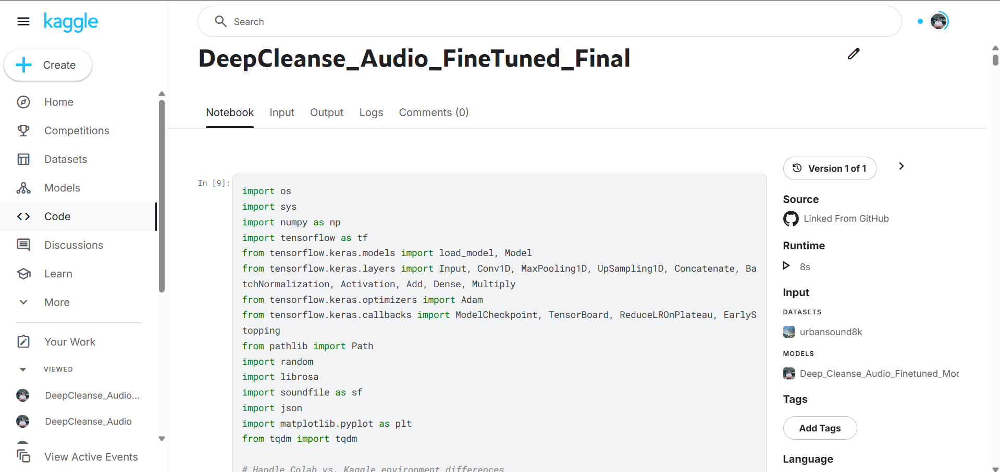 kaggle
Search
Create
Home
Competitions
Datasets
Models
Code
Discussions
Learn
More
Your Work
VIEWED
DeepCleanse_Audio...
DeepCleanse_Audio
View Active Events
DeepCleanse_Audio_FineTuned_Final
Notebook Input Output Logs Comments (0)
In [9]:
import os
import sys
import numpy as np
import tensorflow as tf
from tensorflow.keras.models import load_model, Model
from tensorflow.keras.layers import Input, Conv1D, MaxPooling1D, UpSampling1D, Concatenate, Ba
tchNormalization, Activation, Add, Dense, Multiply
from tensorflow.keras.optimizers import Adam
from tensorflow.keras.callbacks import ModelCheckpoint, TensorBoard, ReduceLROnPlateau, EarlyS
topping
from pathlib import Path
import random
import librosa
import soundfile as sf
import json
import matplotlib.pyplot as plt
from tqdm import tqdm
# Handle Colab vs. Kaggle environment differences
Version 1 of 1
Source
Linked From GitHub
Runtime
8s
Input
DATASETS
urbansound8k
MODELS
Deep_Cleanse_Audio_Finetuned_Moc
Tags
Add Tags
Language